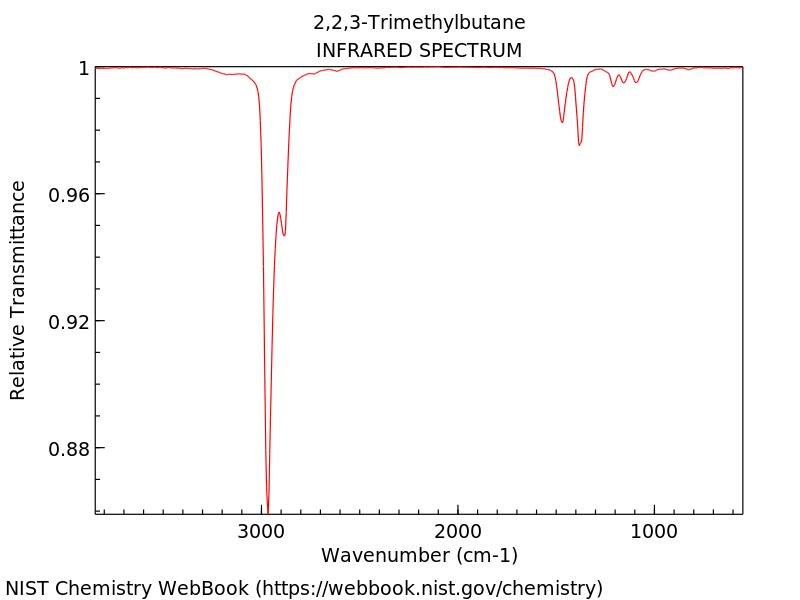 2,2,3-Trimethylbutane
INFRARED SPECTRUM
1
0.96
0.92
0.88
Relative Transmittance
3000 2000 1000
Wavenumber (cm-1)
NIST Chemistry WebBook (https://webbook.nist.gov/chemistry)